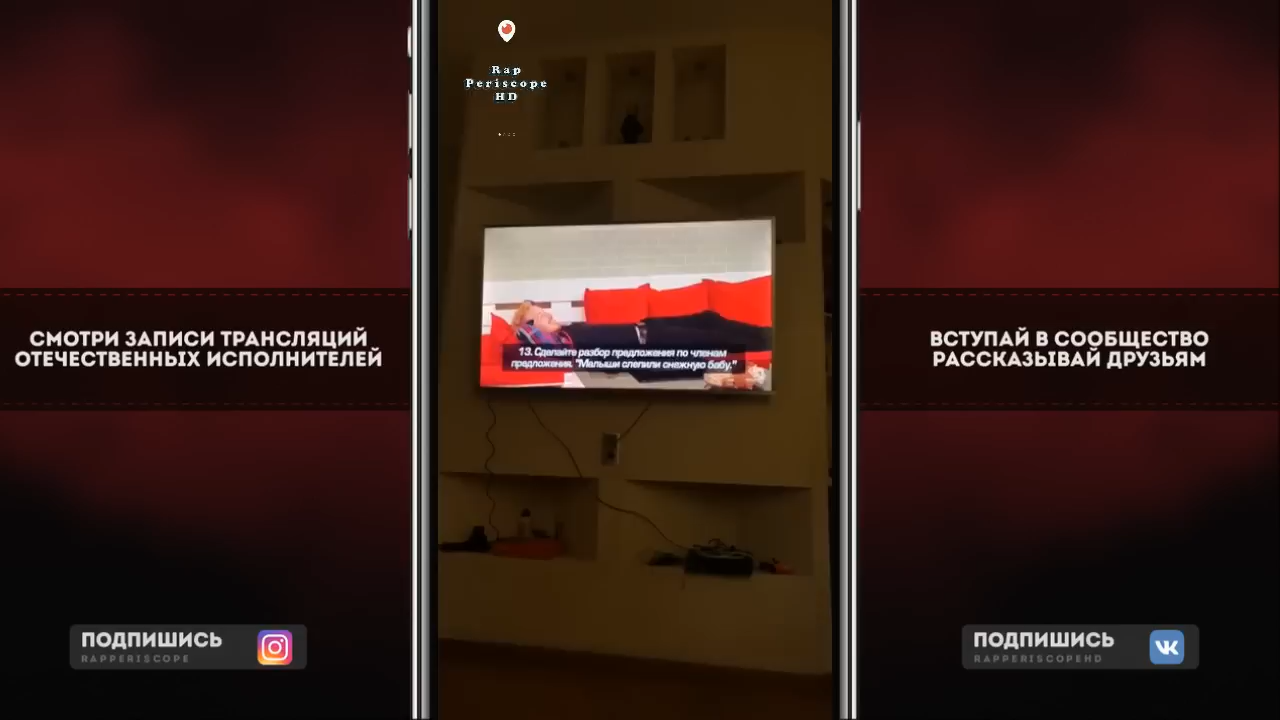 Rap
Periscope
HD
СМОТРИ ЗАПИСИ ТРАНСЛЯЦИЙ
ОТЕЧЕСТВЕННЫХ ИСПОЛНИТЕЛЕЙ
ВСТУПАЙ В СООБЩЕСТВО
РАССКАЗЫВАЙ ДРУЗЬЯМ
13. Сделайте разбор предложения по членам
предложения. "Малыши слепили снежную бабу."
ПОДПИШИСЬ
RAPPERISCOPE
ПОДПИШИСЬ
RAPPERISCOPEHD